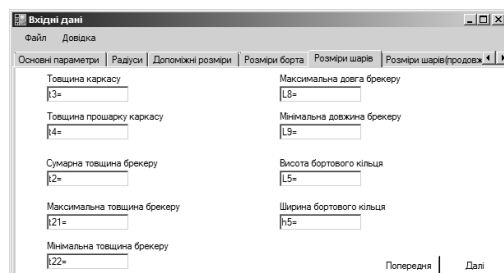 Вхідні дані
Файл Довідка
Основні параметри Радіуси Допоміжні розміри Розміри борта Розміри шарів Розміри шарів(продовж
Товщина каркасу
t3=
Товщина прошарку каркасу
t4=
Сумарна товщина брекеру
t2=
Максимальна товщина брекеру
t21=
Мінімальна товщина брекеру
t22=
Максимальна довга брекеру
L8=
Мінімальна довжина брекеру
L9=
Висота бортового кільця
L5=
Ширина бортового кільця
h5=
Попередня Далі